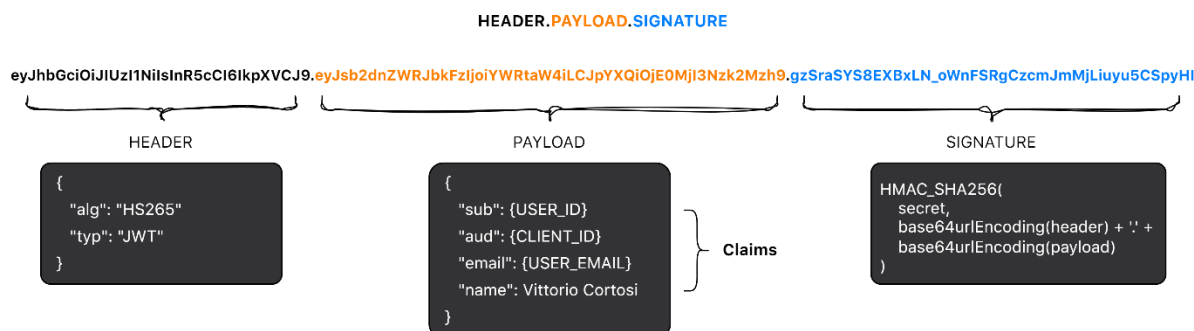 HEADER.PAYLOAD.SIGNATURE
eyJhbGciOiJIUzI1NiIsInR5cCI6IkpXVCJ9.eyJsb2dnZWRJbkFzIjoiYWRtaW4iLCJpYXQiOjE0MjI3Nzk2Mzh9.gzSraSYS8EXBxLN_oWnFSRgCzcmJmMjLiuyu5CSpyHI
HEADER
PAYLOAD
SIGNATURE
{
"alg": "HS265"
"typ": "JWT"
}
{
"sub": {USER_ID}
"aud": {CLIENT_ID}
"email": {USER_EMAIL}
"name": Vittorio Cortosi
}
Claims
HMAC_SHA256(
secret,
base64urlEncoding(header) + '.' +
base64urlEncoding(payload)
)